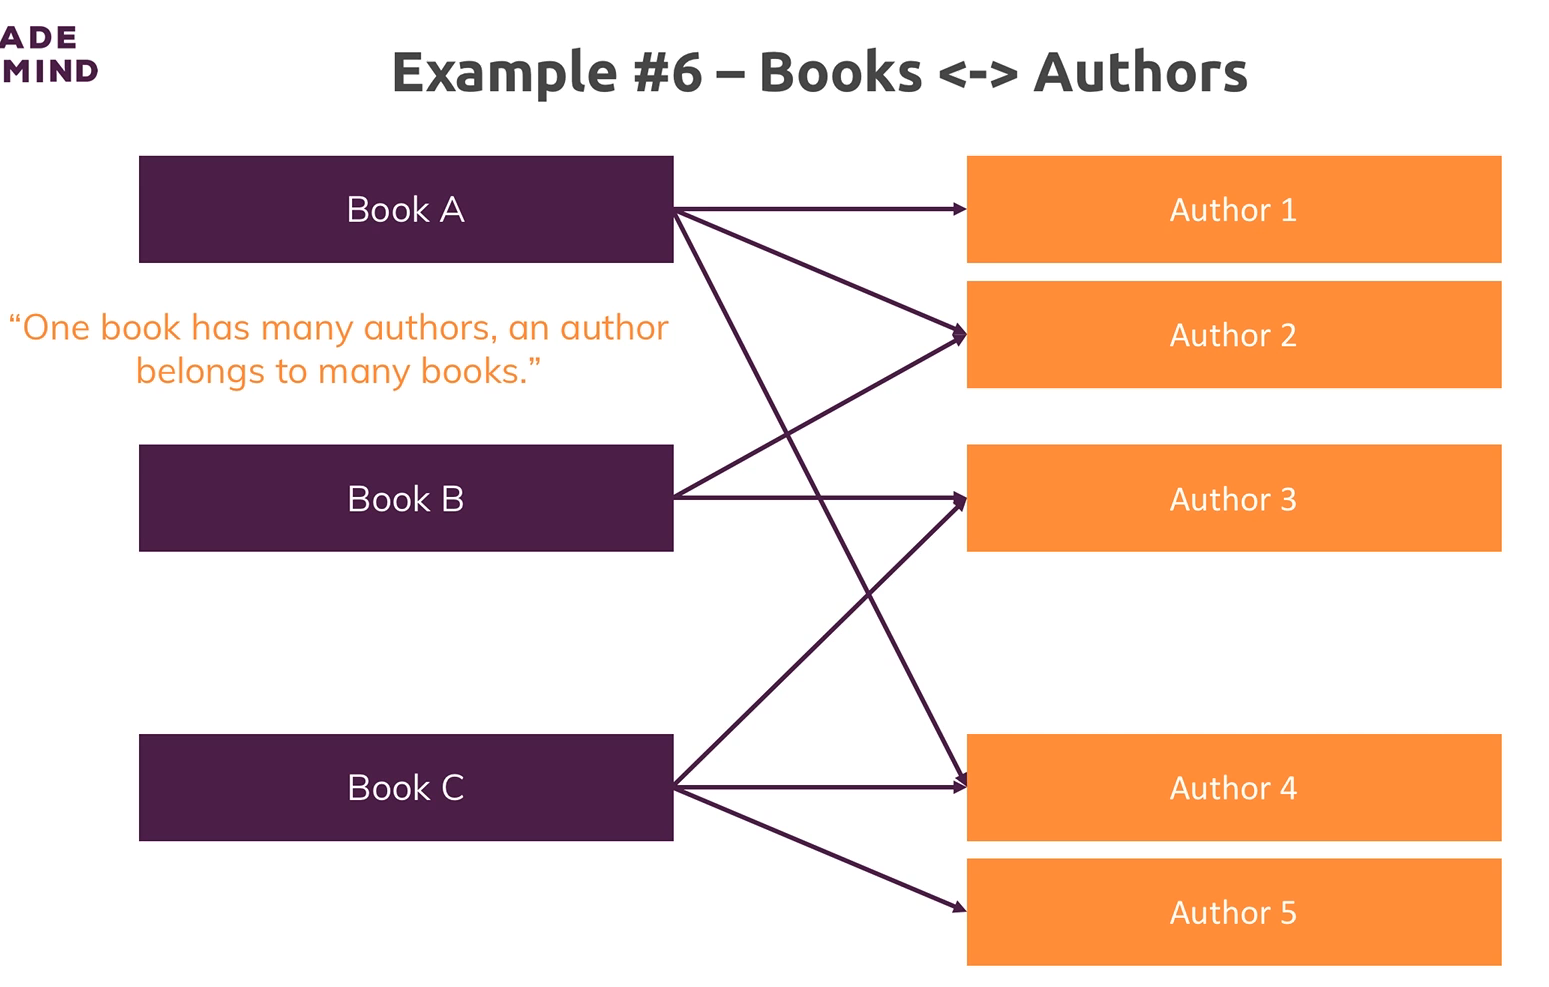 ADE
MIND
Example #6 – Books <-> Authors
Book A
Author 1
Author 2
“One book has many authors, an author
belongs to many books.”
Book B
Author 3
Book C
Author 4
Author 5